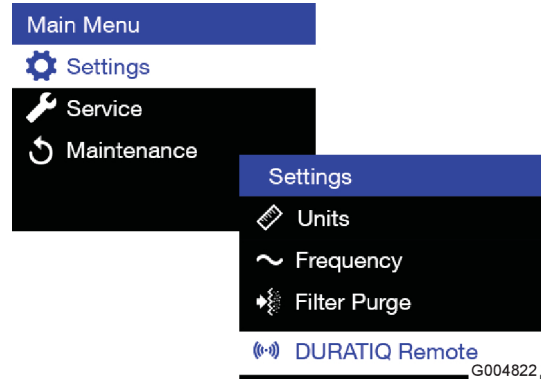 Main Menu
Settings
Service
Maintenance
Settings
Units
Frequency
Filter Purge
DURATIQ Remote
G004822